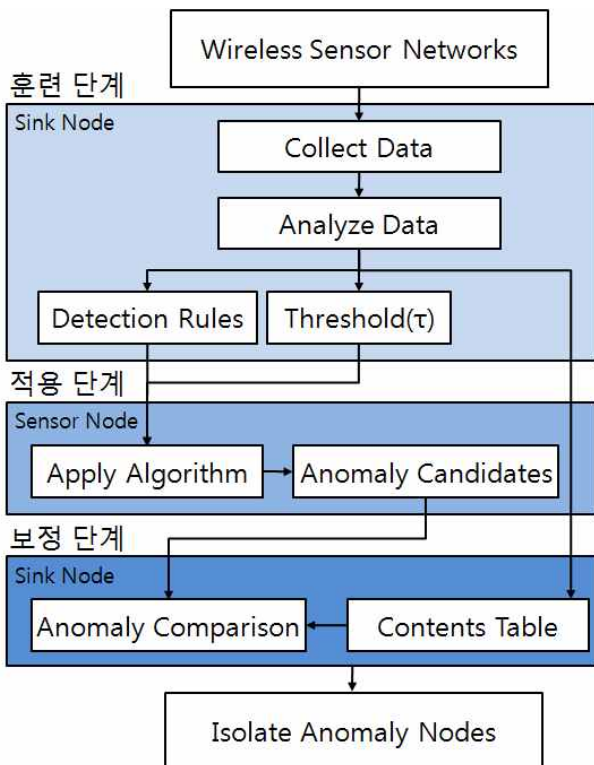 Wireless Sensor Networks
훈련 단계
Sink Node
Collect Data
Analyze Data
Detection Rules
Threshold(τ)
적용 단계
Sensor Node
Apply Algorithm
Anomaly Candidates
보정 단계
Sink Node
Anomaly Comparison
Contents Table
Isolate Anomaly Nodes